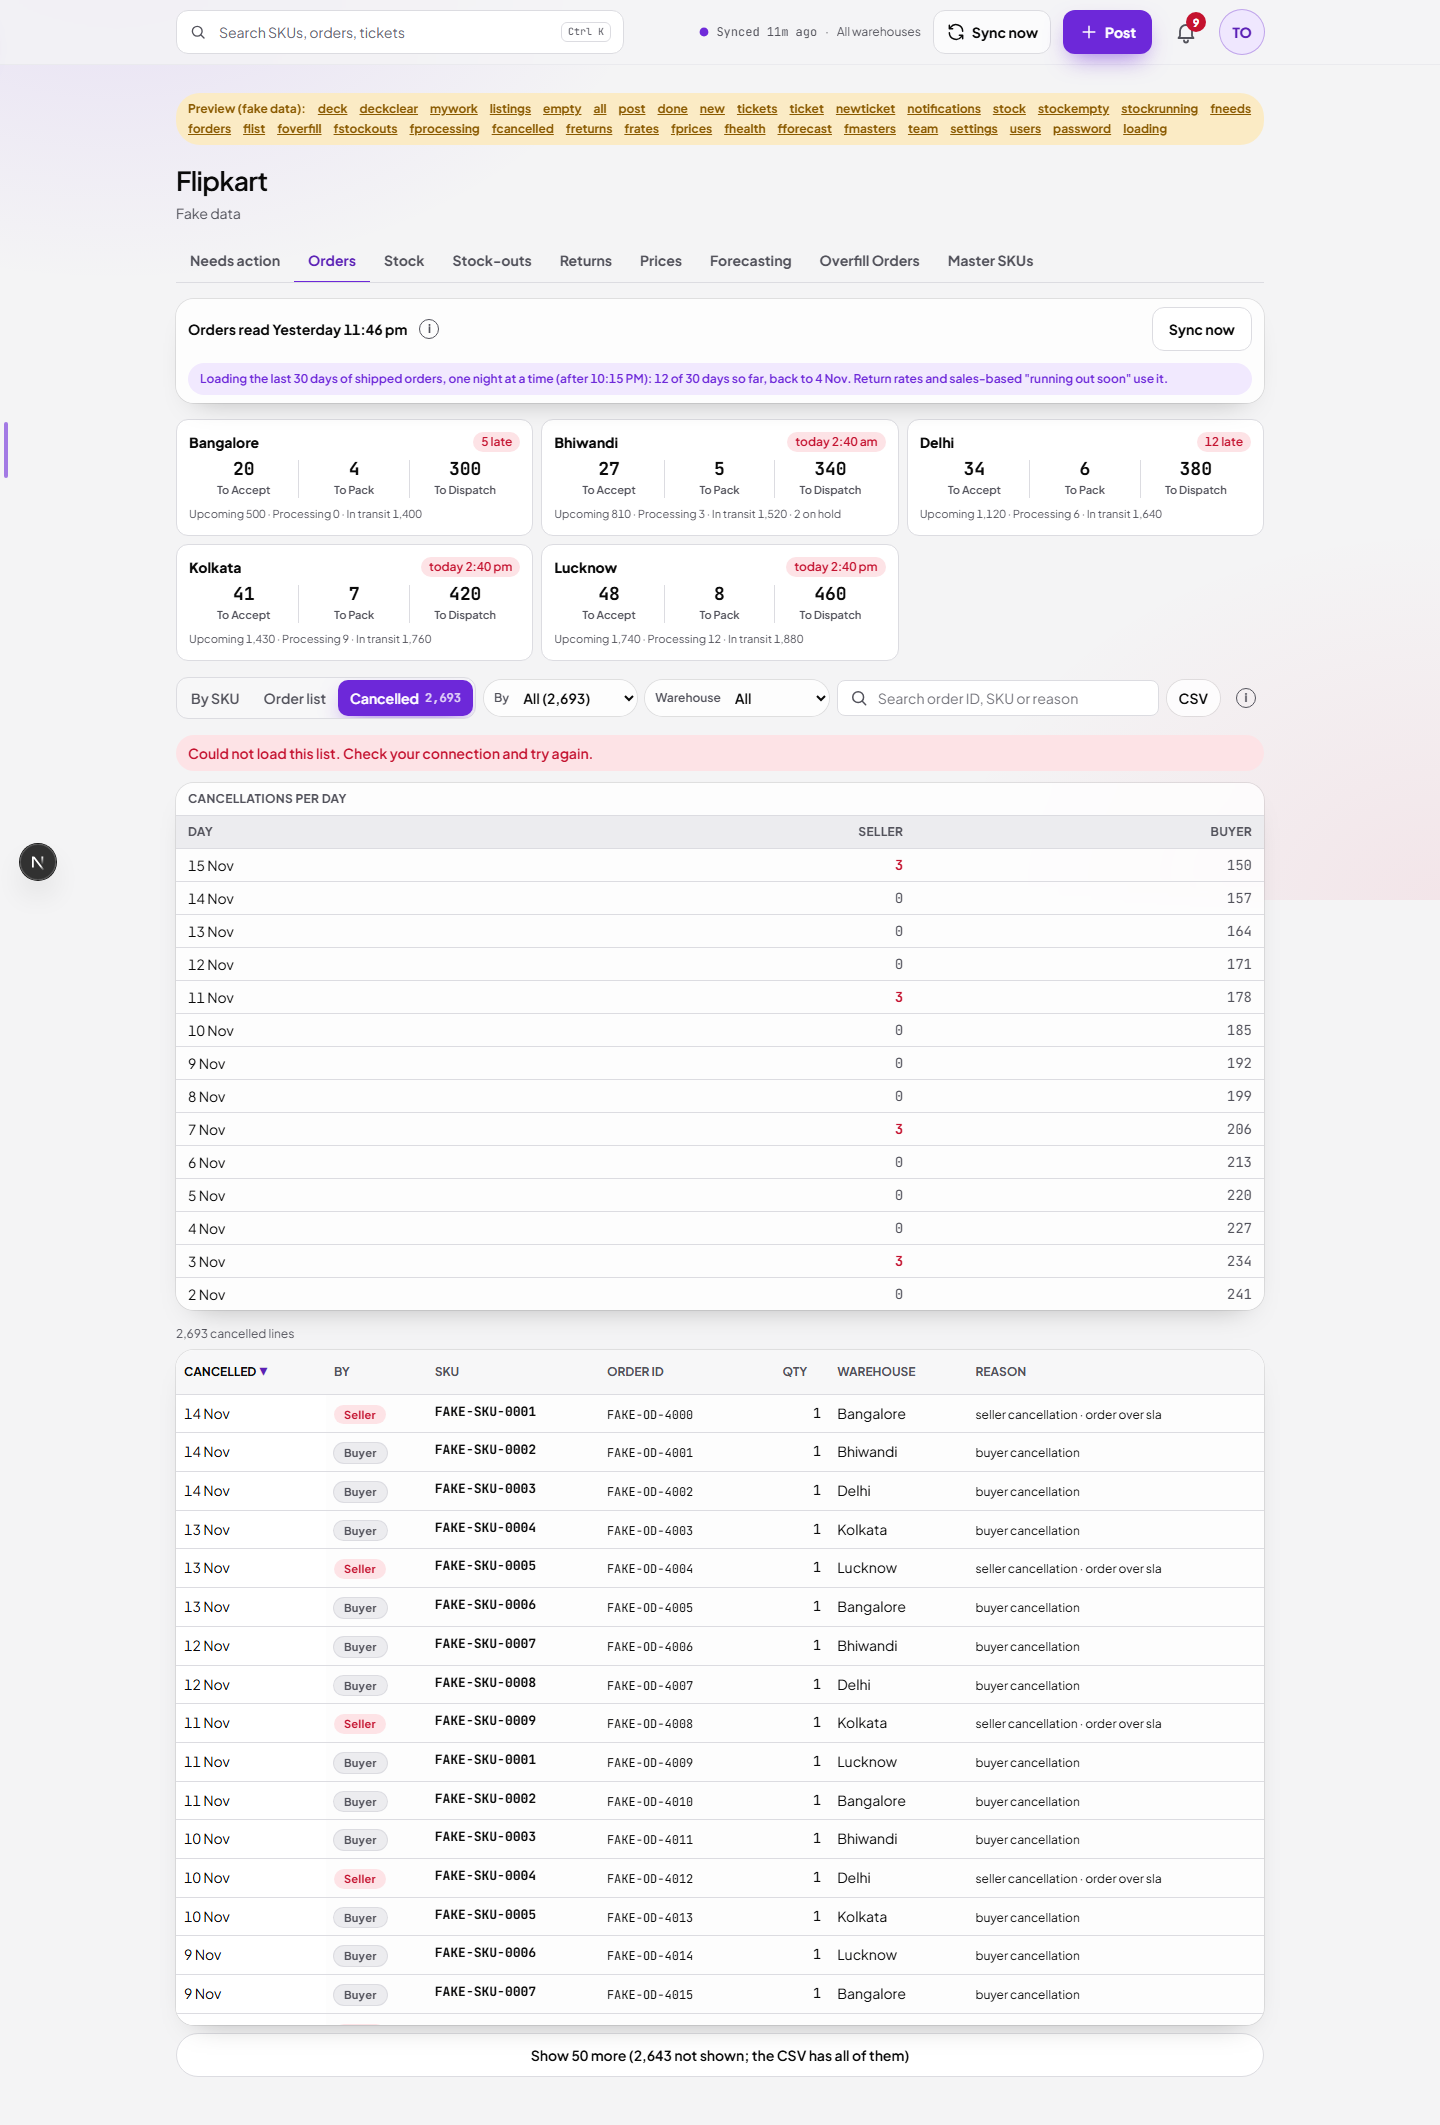 Search SKUs, orders, tickets
Ctrl K
Synced 11m ago · All warehouses
Sync now
Post
9
TO
Preview (fake data): deck deckclear mywork listings empty all post done new tickets ticket newticket notifications stock stockempty stockrunning fneeds
forders flist foverfill fstockouts fprocessing fcancelled freturns frates fprices fhealth fforecast fmasters team settings users password loading
Flipkart
Fake data
Needs action Orders Stock Stock-outs Returns Prices Forecasting Overfill Orders Master SKUs
Orders read Yesterday 11:46 pm i
Sync now
Loading the last 30 days of shipped orders, one night at a time (after 10:15 PM): 12 of 30 days so far, back to 4 Nov. Return rates and sales-based "running out soon" use it.
Bangalore 5 late
20 4 300
To Accept To Pack To Dispatch
Upcoming 500 · Processing 0 · In transit 1,400
Bhiwandi today 2:40 am
27 5 340
To Accept To Pack To Dispatch
Upcoming 810 · Processing 3 · In transit 1,520 · 2 on hold
Delhi 12 late
34 6 380
To Accept To Pack To Dispatch
Upcoming 1,120 · Processing 6 · In transit 1,640
Kolkata today 2:40 pm
41 7 420
To Accept To Pack To Dispatch
Upcoming 1,430 · Processing 9 · In transit 1,760
Lucknow today 2:40 pm
48 8 460
To Accept To Pack To Dispatch
Upcoming 1,740 · Processing 12 · In transit 1,880
By SKU Order list Cancelled 2,693 By All (2,693) Warehouse All Search order ID, SKU or reason CSV i
Could not load this list. Check your connection and try again.
CANCELLATIONS PER DAY
DAY SELLER BUYER
15 Nov 3 150
14 Nov 0 157
13 Nov 0 164
12 Nov 0 171
11 Nov 3 178
10 Nov 0 185
9 Nov 0 192
8 Nov 0 199
7 Nov 3 206
6 Nov 0 213
5 Nov 0 220
4 Nov 0 227
3 Nov 3 234
2 Nov 0 241
N
2,693 cancelled lines
CANCELLED ▼ BY SKU ORDER ID QTY WAREHOUSE REASON
14 Nov Seller FAKE-SKU-0001 FAKE-OD-4000 1 Bangalore seller cancellation · order over sla
14 Nov Buyer FAKE-SKU-0002 FAKE-OD-4001 1 Bhiwandi buyer cancellation
14 Nov Buyer FAKE-SKU-0003 FAKE-OD-4002 1 Delhi buyer cancellation
13 Nov Buyer FAKE-SKU-0004 FAKE-OD-4003 1 Kolkata buyer cancellation
13 Nov Seller FAKE-SKU-0005 FAKE-OD-4004 1 Lucknow seller cancellation · order over sla
13 Nov Buyer FAKE-SKU-0006 FAKE-OD-4005 1 Bangalore buyer cancellation
12 Nov Buyer FAKE-SKU-0007 FAKE-OD-4006 1 Bhiwandi buyer cancellation
12 Nov Buyer FAKE-SKU-0008 FAKE-OD-4007 1 Delhi buyer cancellation
11 Nov Seller FAKE-SKU-0009 FAKE-OD-4008 1 Kolkata seller cancellation · order over sla
11 Nov Buyer FAKE-SKU-0001 FAKE-OD-4009 1 Lucknow buyer cancellation
11 Nov Buyer FAKE-SKU-0002 FAKE-OD-4010 1 Bangalore buyer cancellation
10 Nov Buyer FAKE-SKU-0003 FAKE-OD-4011 1 Bhiwandi buyer cancellation
10 Nov Seller FAKE-SKU-0004 FAKE-OD-4012 1 Delhi seller cancellation · order over sla
10 Nov Buyer FAKE-SKU-0005 FAKE-OD-4013 1 Kolkata buyer cancellation
9 Nov Buyer FAKE-SKU-0006 FAKE-OD-4014 1 Lucknow buyer cancellation
9 Nov Buyer FAKE-SKU-0007 FAKE-OD-4015 1 Bangalore buyer cancellation
Show 50 more (2,643 not shown; the CSV has all of them)